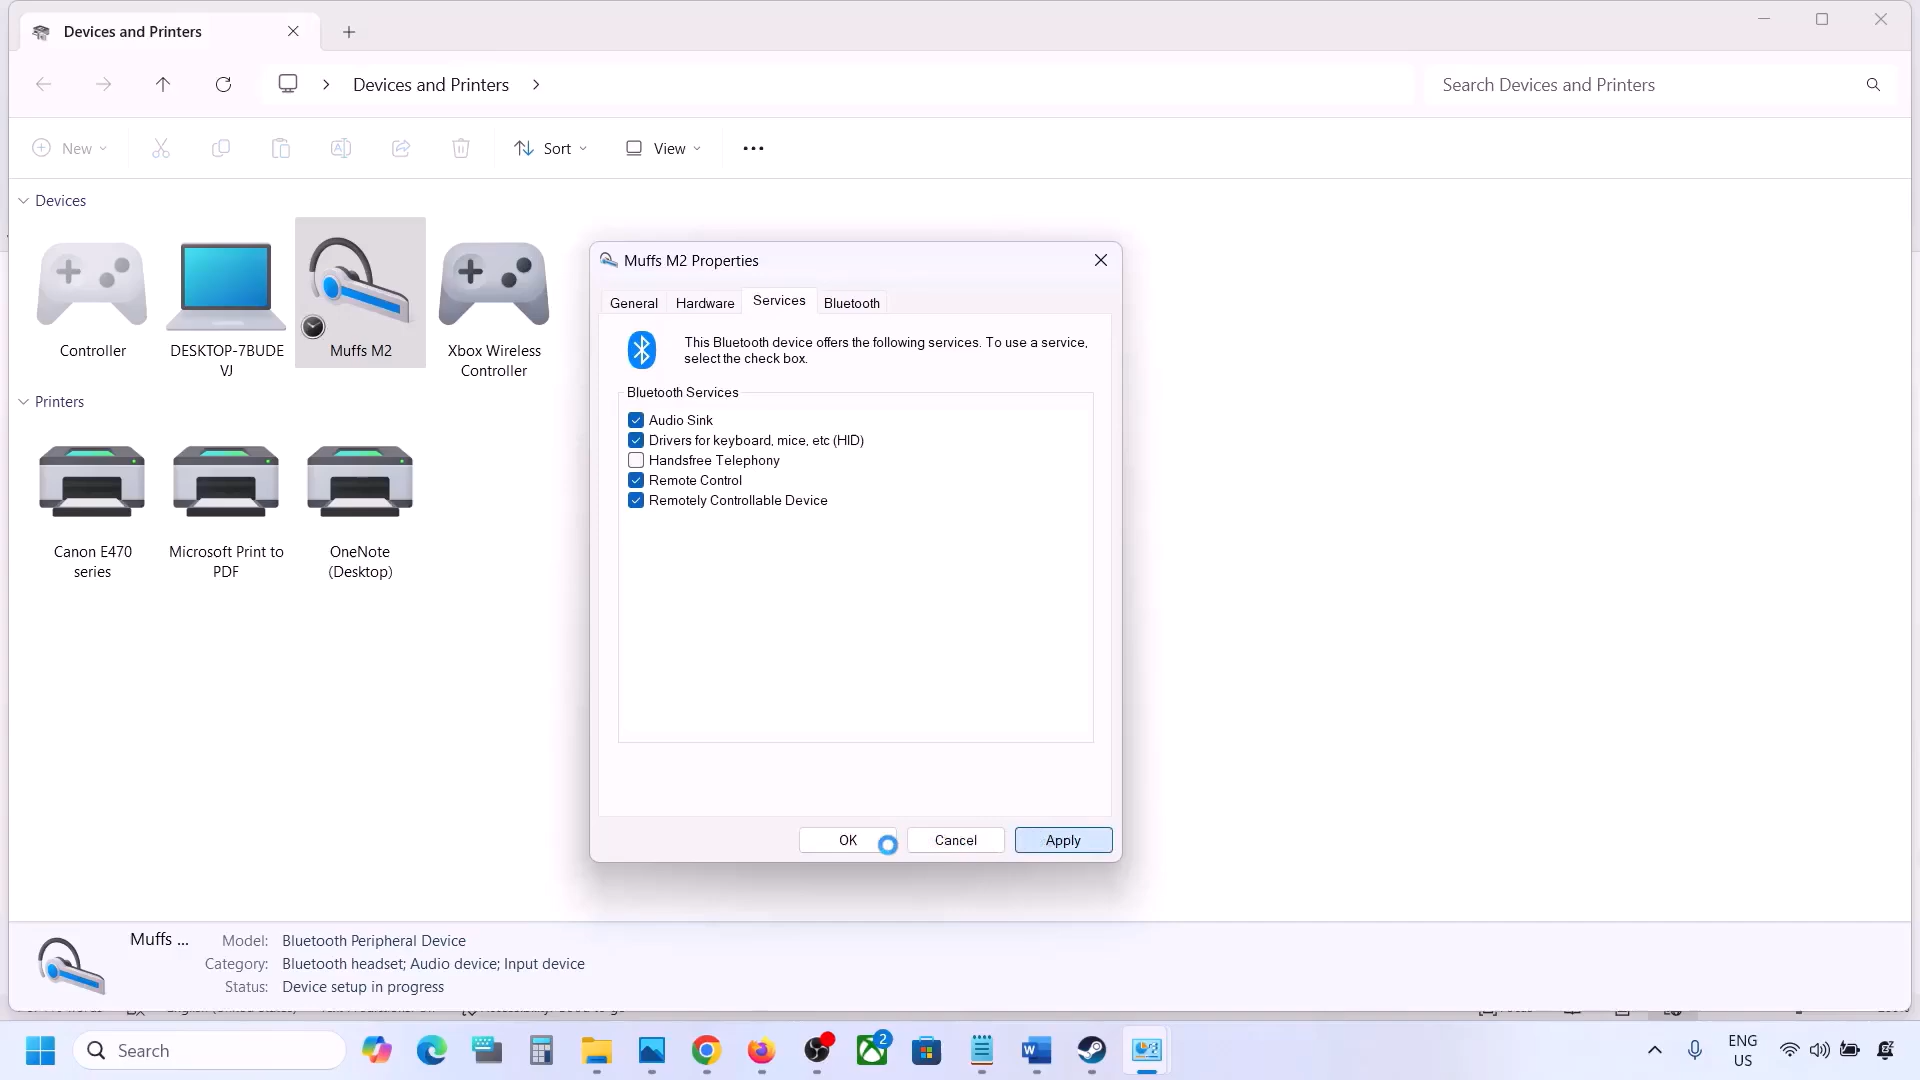 Devices and Printers
Devices and Printers
Search Devices and Printers
New
Sort
View
Devices
Controller
DESKTOP-7BUDE
VJ
Muffs M2
Xbox Wireless
Controller
Printers
Canon E470
series
Microsoft Print to
PDF
OneNote
(Desktop)
Muffs M2 Properties
General
Hardware
Services
Bluetooth
This Bluetooth device offers the following services. To use a service,
select the check box.
Bluetooth Services
Audio Sink
Drivers for keyboard, mice, etc (HID)
Handsfree Telephony
Remote Control
Remotely Controllable Device
OK
Cancel
Apply
Muffs ...
Model: Bluetooth Peripheral Device
Category: Bluetooth headset; Audio device; Input device
Status: Device setup in progress
Search
2
ENG
US